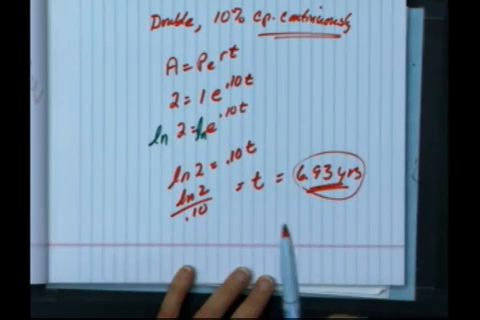 Double, 10% cp. continuously
A = Pe^rt
2 = 1 e^.10t
ln 2 = ln e^.10t
ln 2 = .10t
ln 2 / .10 = t = 6.93 yrs